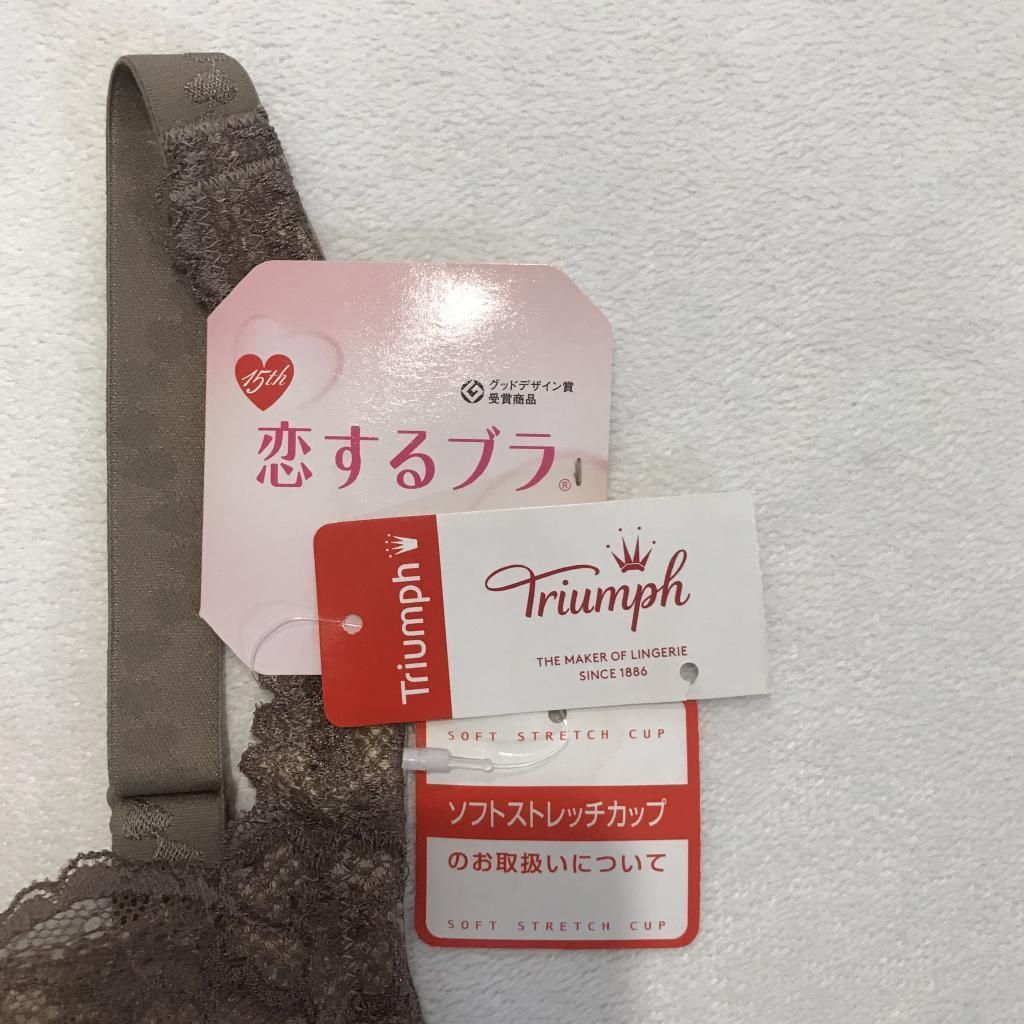 15th
グッドデザイン賞
受賞商品
恋するブラ®
Triumph
Triumph
THE MAKER OF LINGERIE
SINCE 1886
SOFT STRETCH CUP
ソフトストレッチカップ
のお取扱いについて
SOFT STRETCH CUP